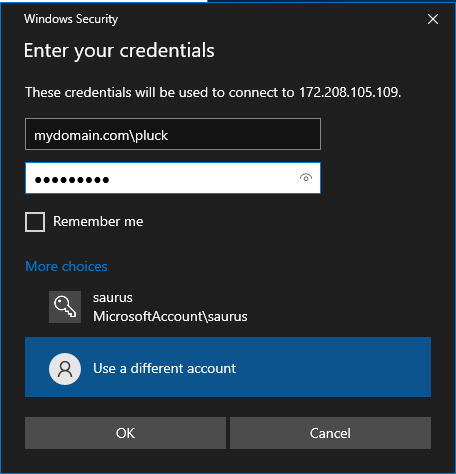 Windows Security
Enter your credentials
These credentials will be used to connect to 172.208.105.109.
mydomain.com\pluck
●●●●●●●●●
Remember me
More choices
saurus
MicrosoftAccount\saurus
Use a different account
OK
Cancel